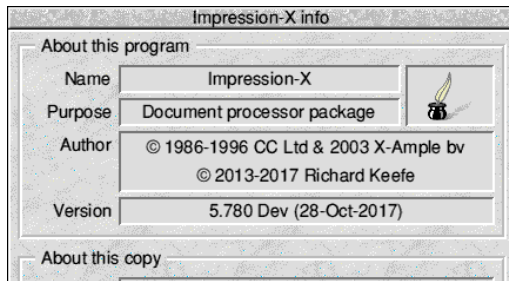 Impression-X info
About this program
Name Impression-X
Purpose Document processor package
Author © 1986-1996 CC Ltd & 2003 X-Ample bv
© 2013-2017 Richard Keefe
Version 5.780 Dev (28-Oct-2017)
About this copy